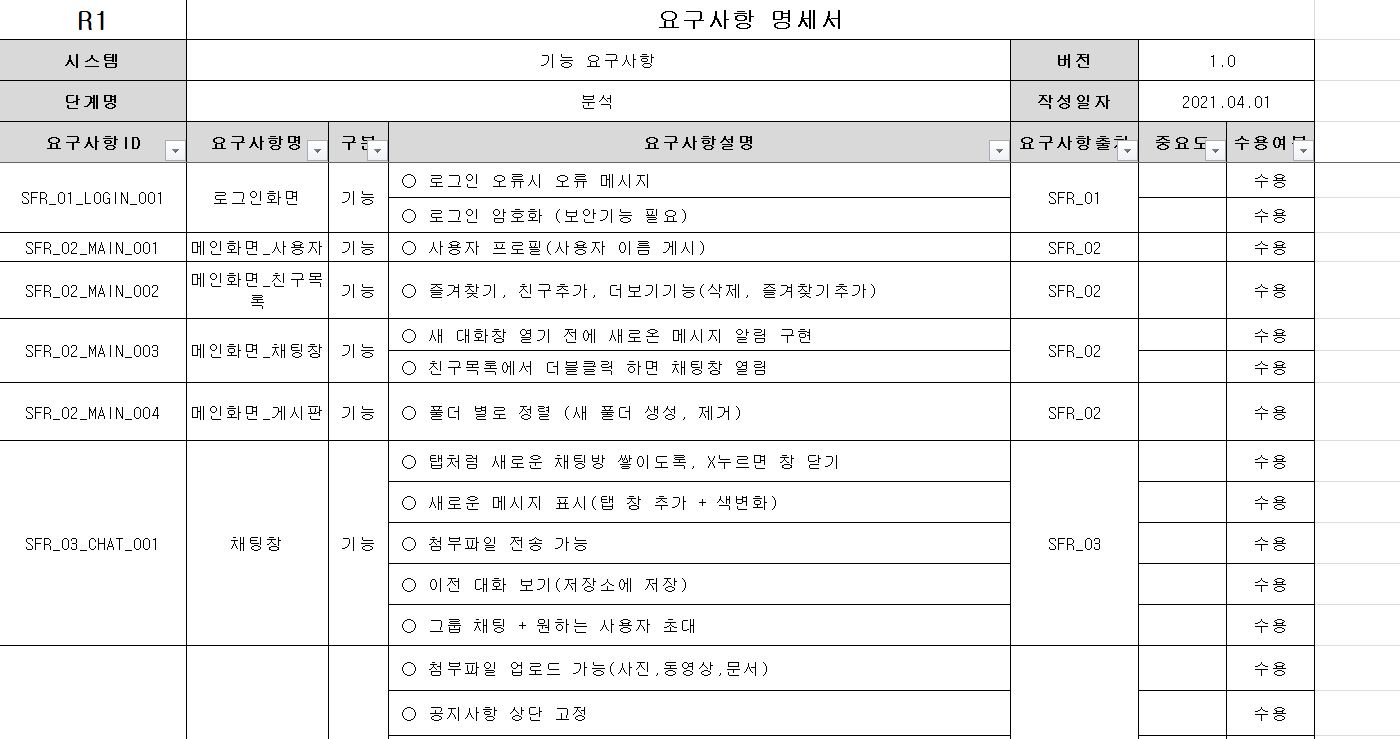 R1 요구사항 명세서
시스템 기능 요구사항 버전 1.0
단계명 분석 작성일자 2021.04.01
요구사항ID 요구사항명 구분 요구사항설명 요구사항출처 중요도 수용여부
SFR_01_LOGIN_001 로그인화면 기능 ○ 로그인 오류시 오류 메시지 SFR_01 수용
○ 로그인 암호화 (보안기능 필요) 수용
SFR_02_MAIN_001 메인화면_사용자 기능 ○ 사용자 프로필(사용자 이름 게시) SFR_02 수용
SFR_02_MAIN_002 메인화면_친구목
록 기능 ○ 즐겨찾기, 친구추가, 더보기기능(삭제, 즐겨찾기추가) SFR_02 수용
SFR_02_MAIN_003 메인화면_채팅창 기능 ○ 새 대화창 열기 전에 새로온 메시지 알림 구현 SFR_02 수용
○ 친구목록에서 더블클릭 하면 채팅창 열림 수용
SFR_02_MAIN_004 메인화면_게시판 기능 ○ 폴더 별로 정렬 (새 폴더 생성, 제거) SFR_02 수용
SFR_03_CHAT_001 채팅창 기능 ○ 탭처럼 새로운 채팅방 쌓이도록, X누르면 창 닫기 SFR_03 수용
○ 새로운 메시지 표시(탭 창 추가 + 색변화) 수용
○ 첨부파일 전송 가능 수용
○ 이전 대화 보기(저장소에 저장) 수용
○ 그룹 채팅 + 원하는 사용자 초대 수용
○ 첨부파일 업로드 가능(사진,동영상,문서) 수용
○ 공지사항 상단 고정 수용